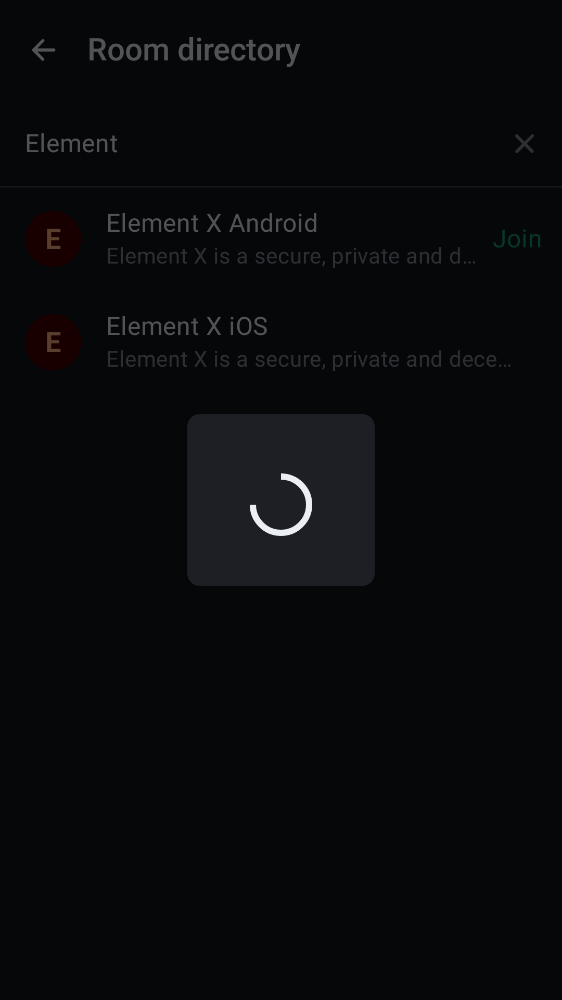 Room directory
Element
E
Element X Android
Element X is a secure, private and d…
Join
E
Element X iOS
Element X is a secure, private and dece…